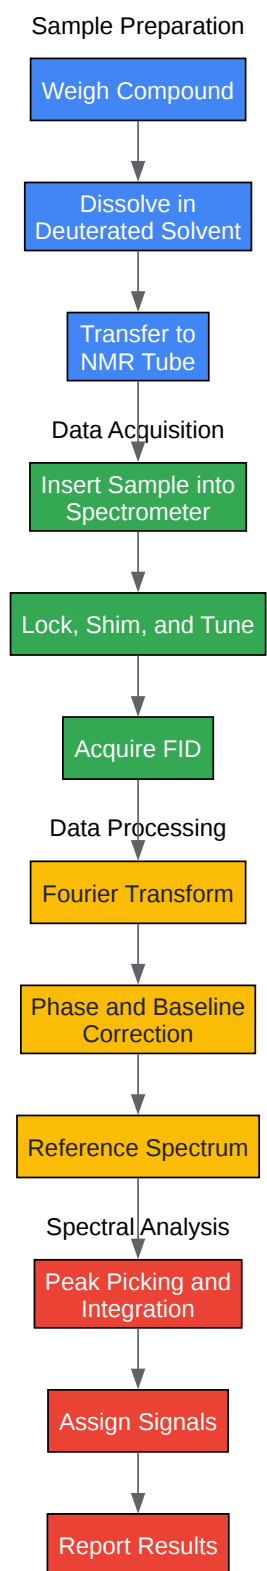 Sample Preparation
Weigh Compound
Dissolve in
Deuterated Solvent
Transfer to
NMR Tube
Data Acquisition
Insert Sample into
Spectrometer
Lock, Shim, and Tune
Acquire FID
Data Processing
Fourier Transform
Phase and Baseline
Correction
Reference Spectrum
Spectral Analysis
Peak Picking and
Integration
Assign Signals
Report Results